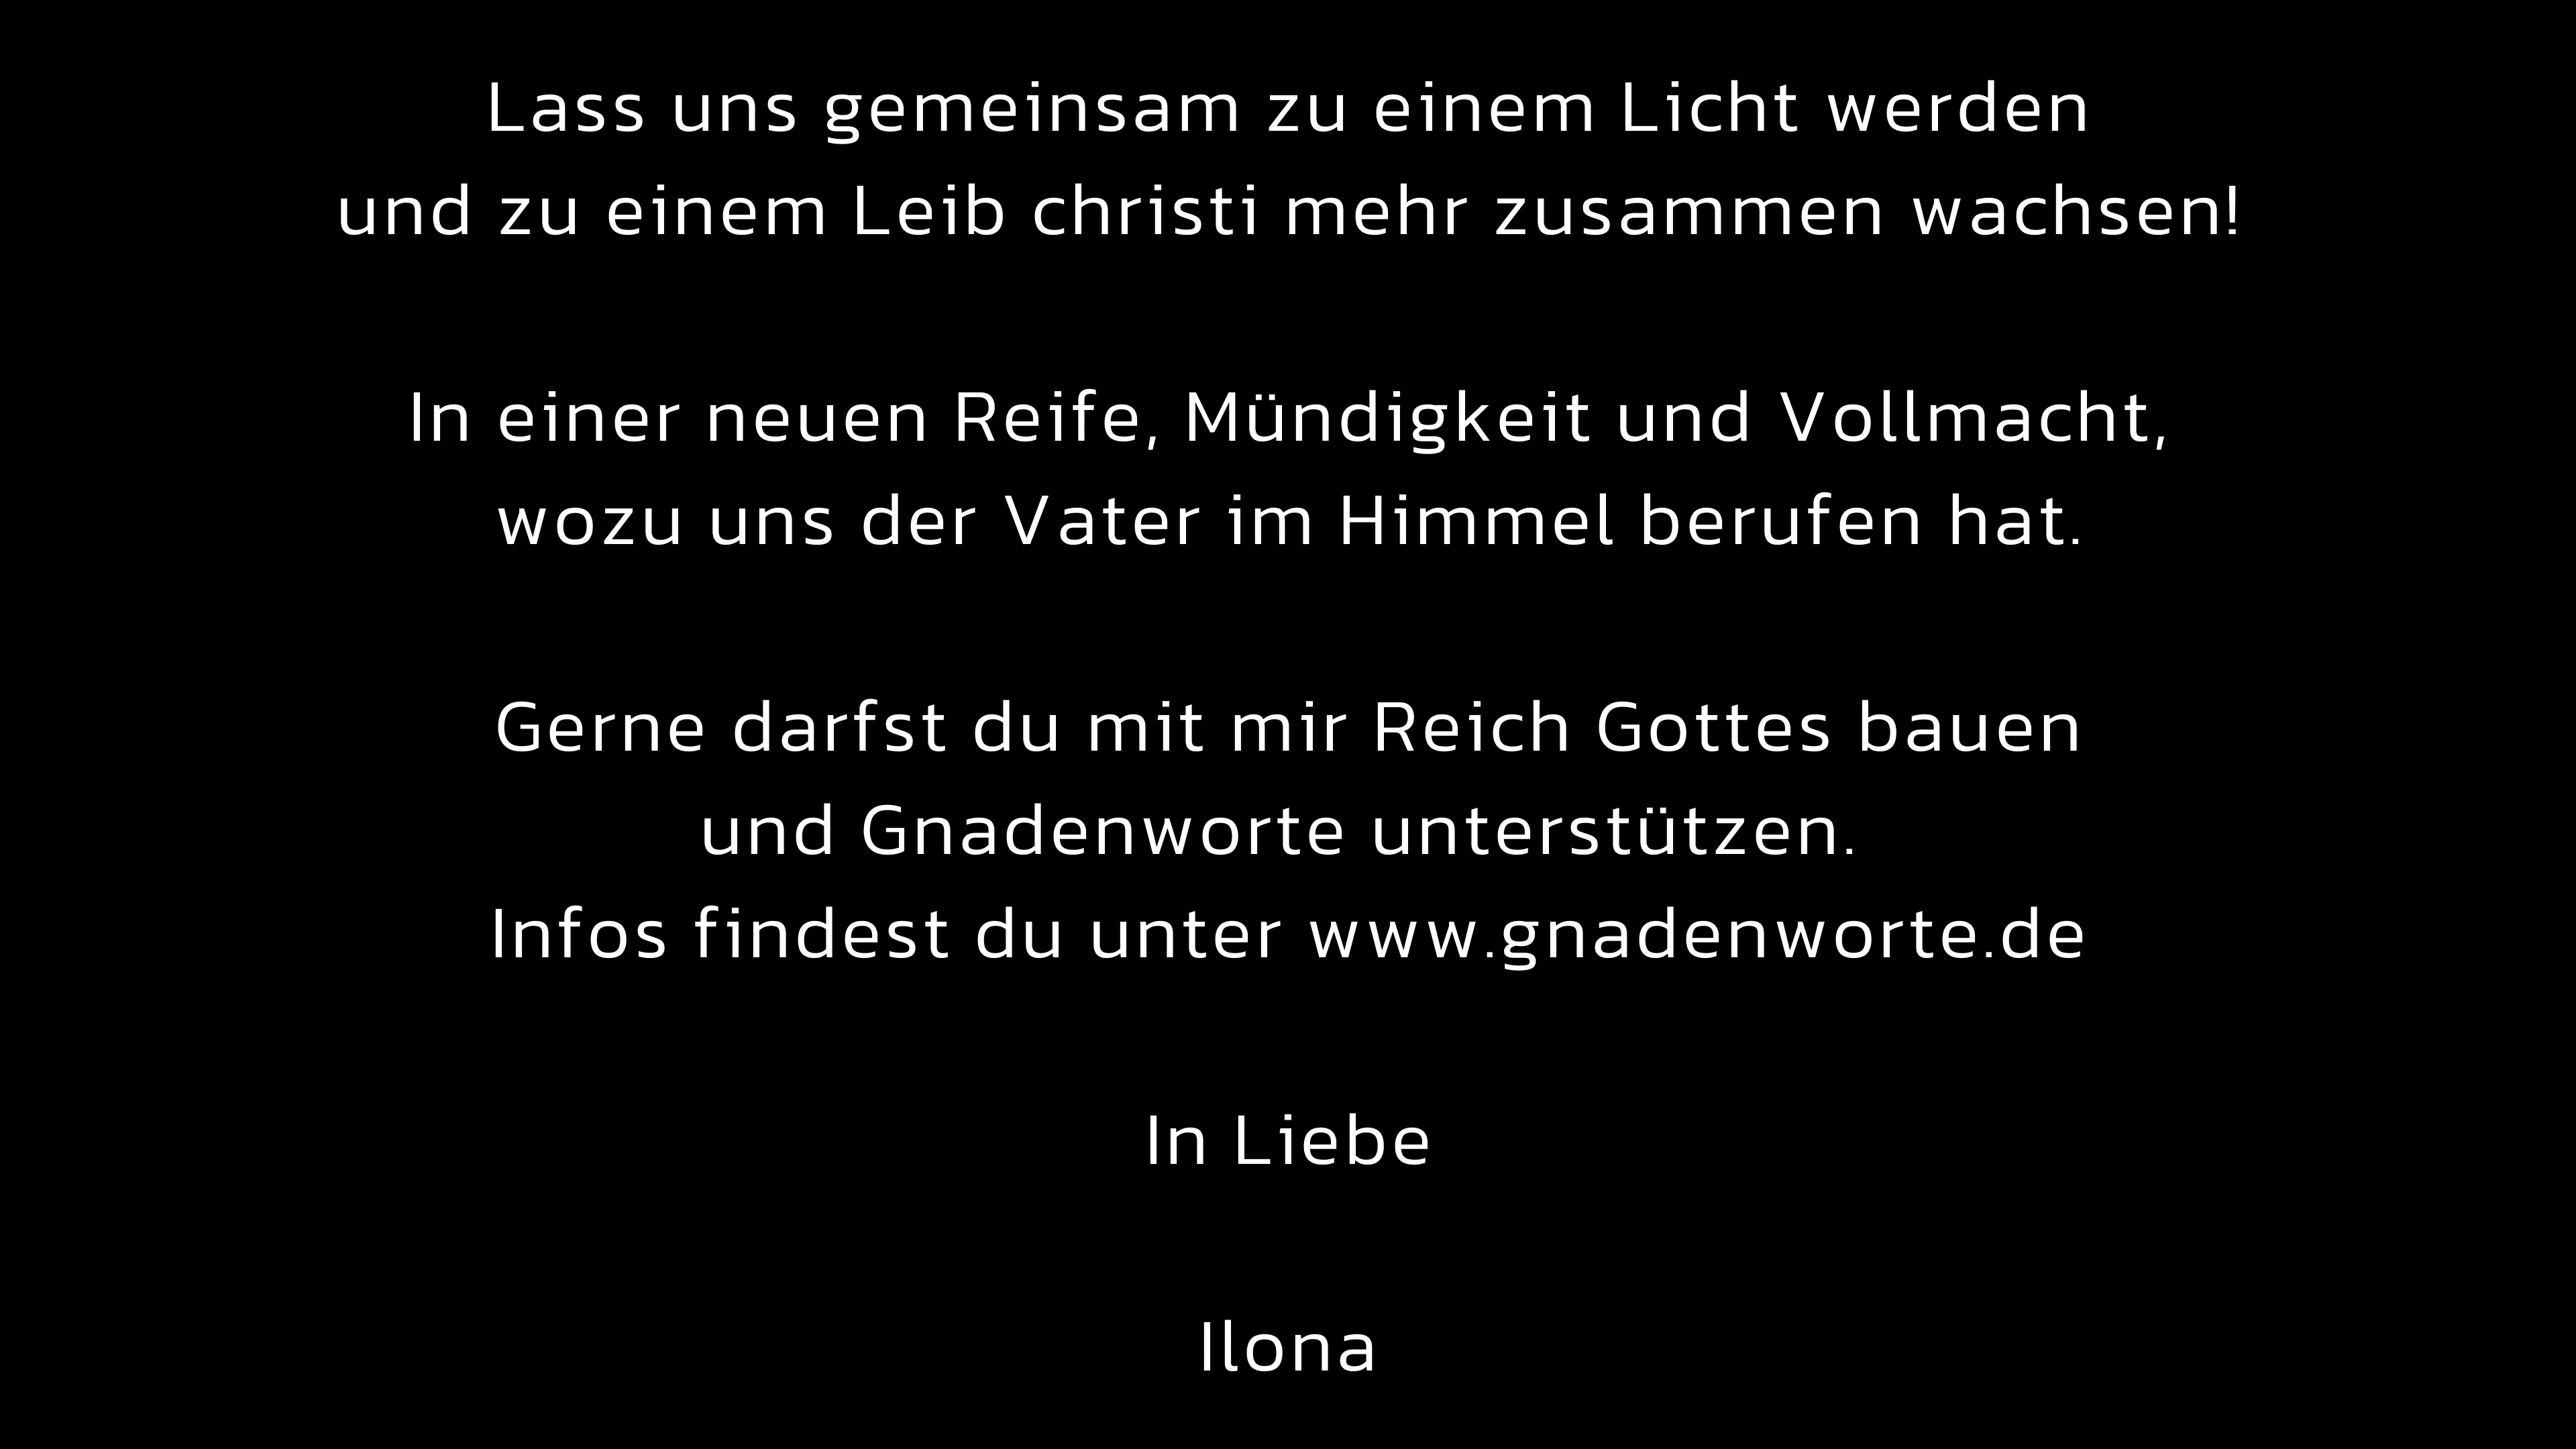 Lass uns gemeinsam zu einem Licht werden
und zu einem Leib christi mehr zusammen wachsen!
In einer neuen Reife, Mündigkeit und Vollmacht,
wozu uns der Vater im Himmel berufen hat.
Gerne darfst du mit mir Reich Gottes bauen
und Gnadenworte unterstützen.
Infos findest du unter www.gnadenworte.de
In Liebe
Ilona